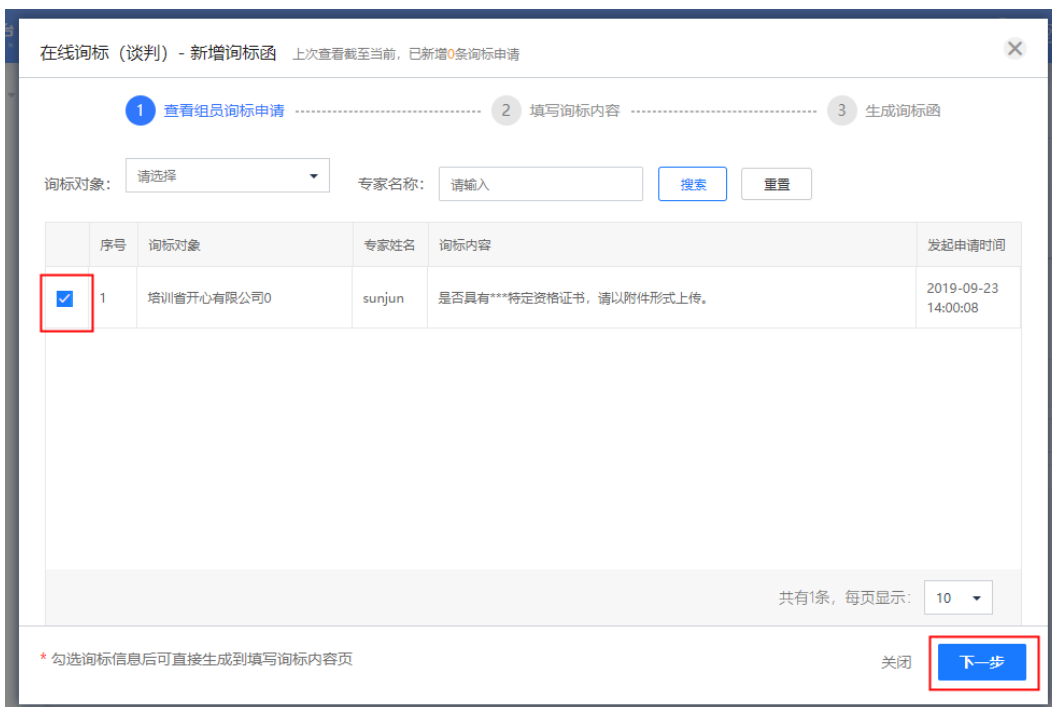 在线询标（谈判）- 新增询标函 上次查看截至当前，已新增0条询标申请
1 查看组员询标申请 2 填写询标内容 3 生成询标函
询标对象： 请选择 专家名称： 请输入 搜索 重置
序号 询标对象 专家姓名 询标内容 发起申请时间
1 培训省开心有限公司0 sunjun 是否具有***特定资格证书，请以附件形式上传。 2019-09-23
14:00:08
共有1条，每页显示： 10
* 勾选询标信息后可直接生成到填写询标内容页 关闭 下一步